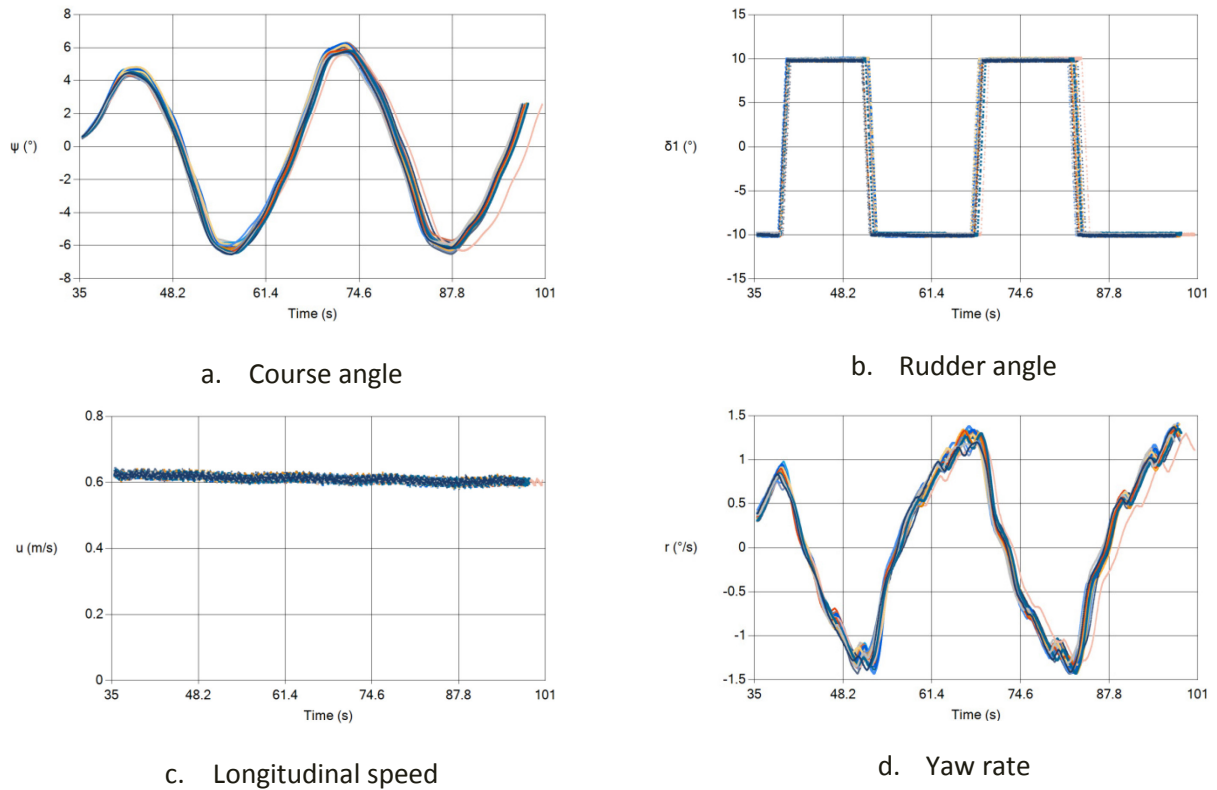 8
6
4
2
ψ (°)
0
-2
-4
-6
-8
35 48.2 61.4 74.6 87.8 101
Time (s)
a. Course angle
15
10
5
δ1 (°)
0
-5
-10
-15
35 48.2 61.4 74.6 87.8 101
Time (s)
b. Rudder angle
0.8
0.6
u (m/s)
0.4
0.2
0
35 48.2 61.4 74.6 87.8 101
Time (s)
c. Longitudinal speed
1.5
1
0.5
r (°/s)
0
-0.5
-1
-1.5
35 48.2 61.4 74.6 87.8 101
Time (s)
d. Yaw rate